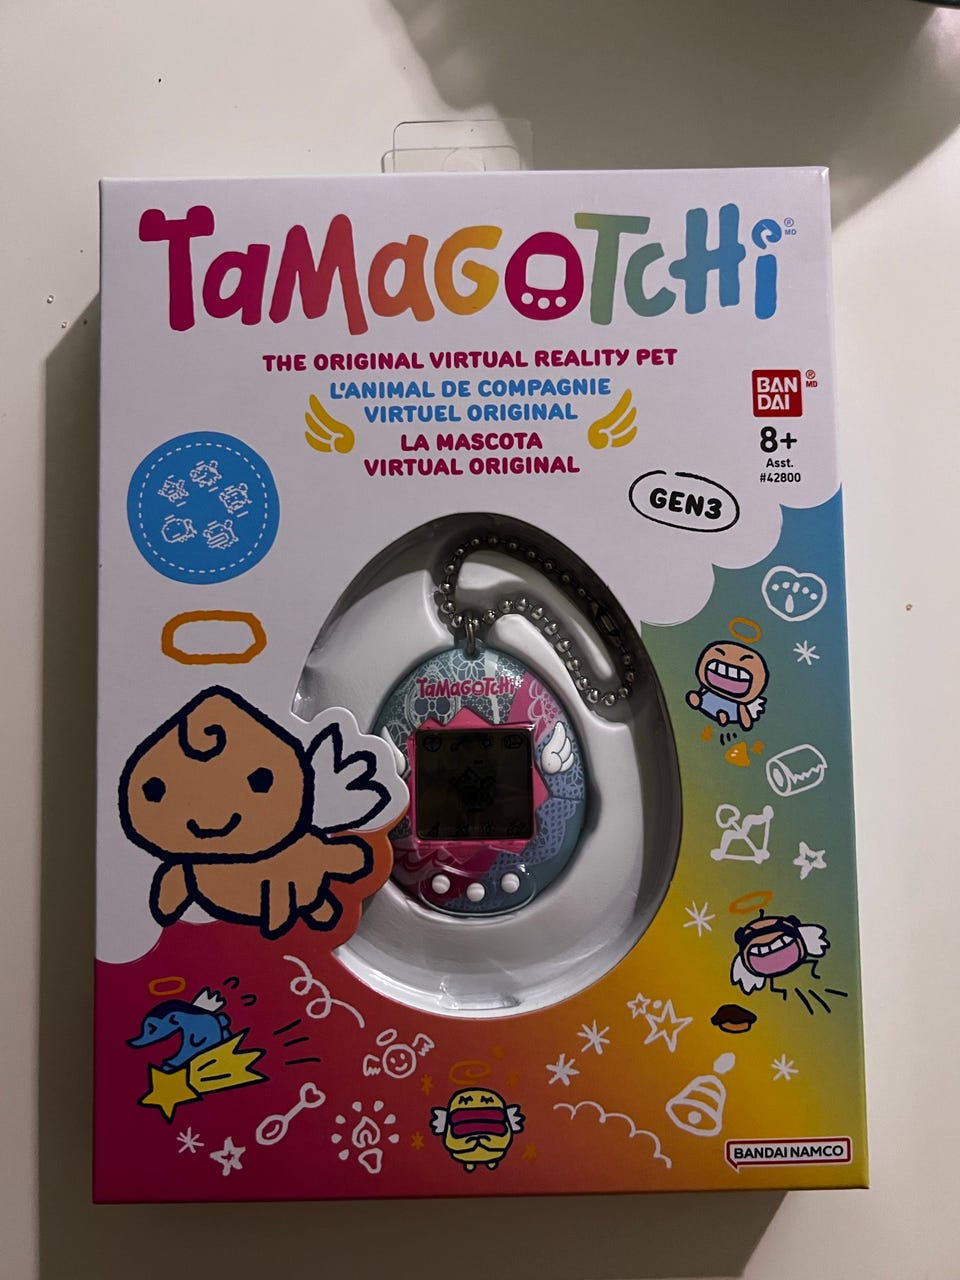 TaMaGOTCHi ® MD
THE ORIGINAL VIRTUAL REALITY PET
L'ANIMAL DE COMPAGNIE
VIRTUEL ORIGINAL
LA MASCOTA
VIRTUAL ORIGINAL
BAN
DAI ® MD
8+
Asst.
#42800
GEN3
TaMaGOTCHi
BANDAI NAMCO